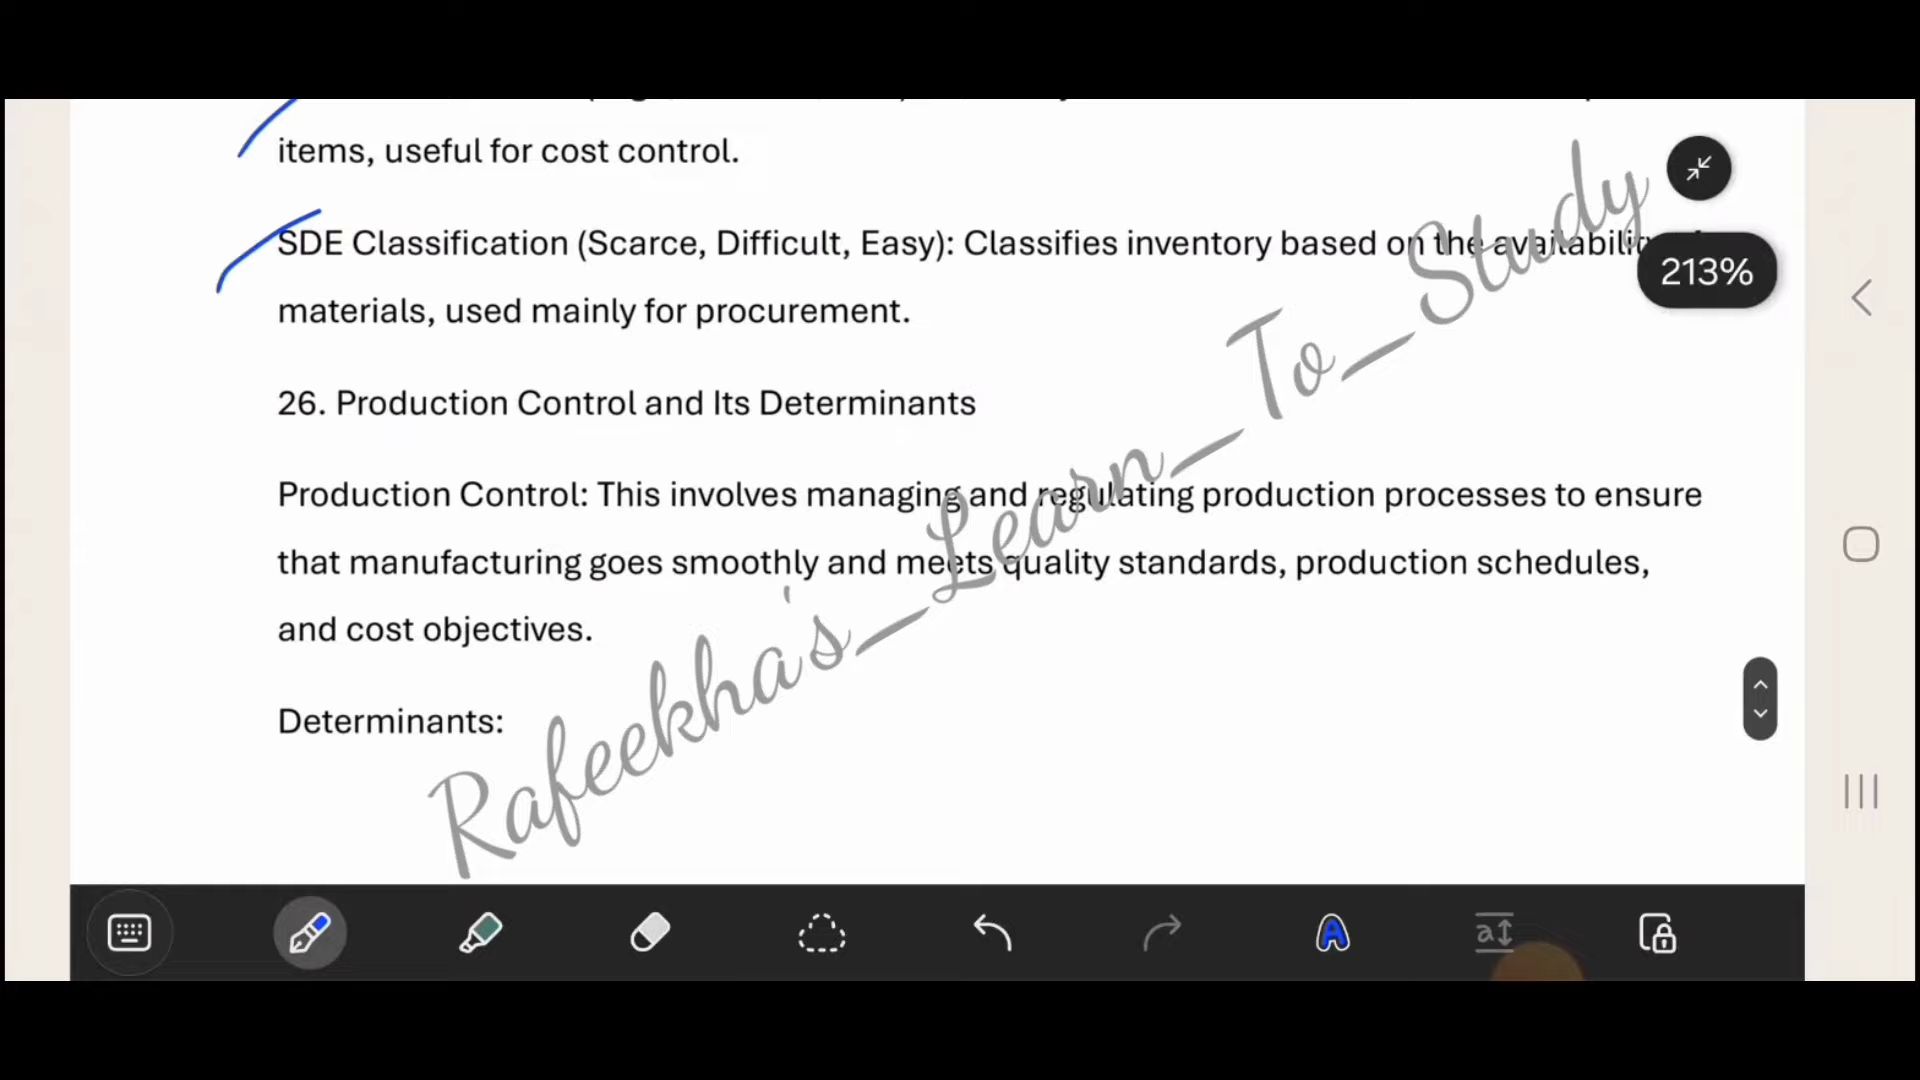 items, useful for cost control.
SDE Classification (Scarce, Difficult, Easy): Classifies inventory based on the availability
213%
materials, used mainly for procurement.
26. Production Control and Its Determinants
Production Control: This involves managing and regulating production processes to ensure
that manufacturing goes smoothly and meets quality standards, production schedules,
and cost objectives.
Determinants:
Rafeekha's_Learn_To_Study